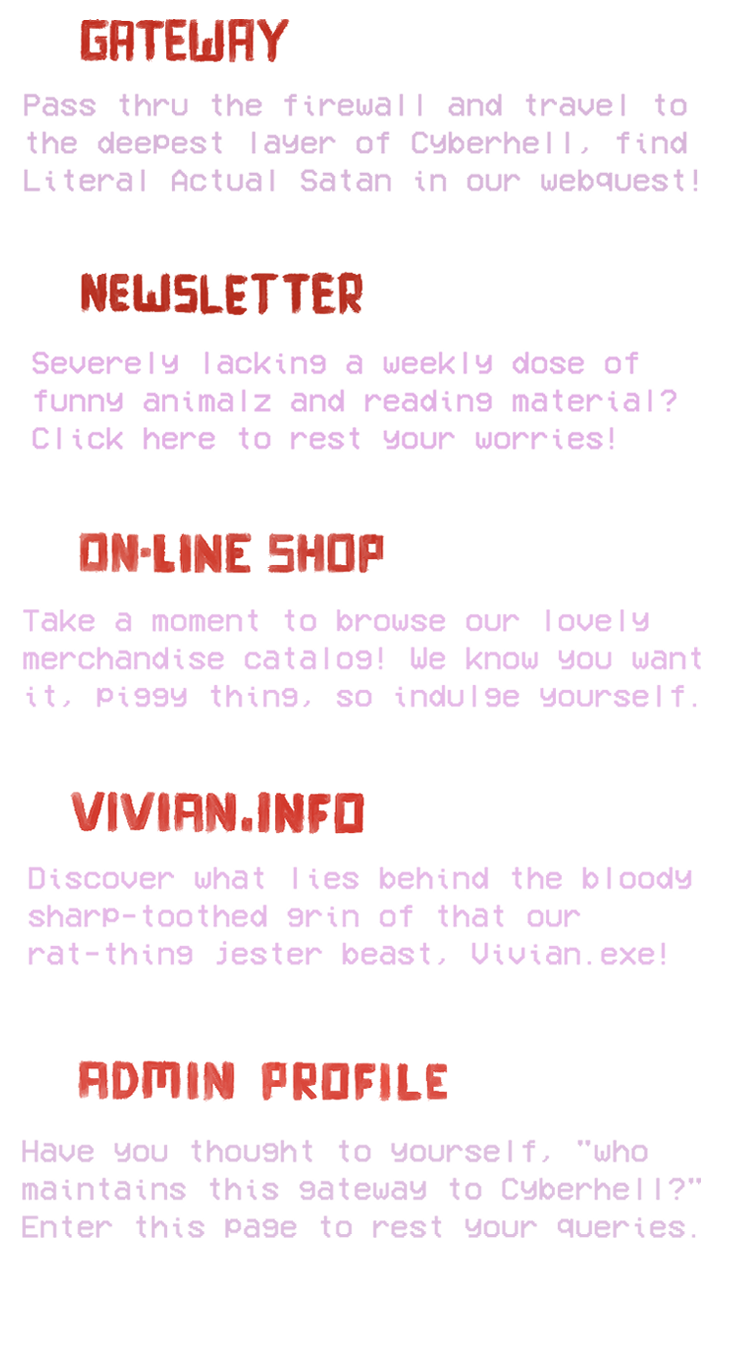 GATEWAY
Pass thru the firewall and travel to
the deepest layer of Cyberhell, find
Literal Actual Satan in our webquest!
NEWSLETTER
Severely lacking a weekly dose of
funny animalz and reading material?
Click here to rest your worries!
ON-LINE SHOP
Take a moment to browse our lovely
merchandise catalog! We know you want
it, piggy thing, so indulge yourself.
VIVIAN.INFO
Discover what lies behind the bloody
sharp-toothed grin of that our
rat-thing jester beast, Vivian.exe!
ADMIN PROFILE
Have you thought to yourself, "who
maintains this gateway to Cyberhell?"
Enter this page to rest your queries.